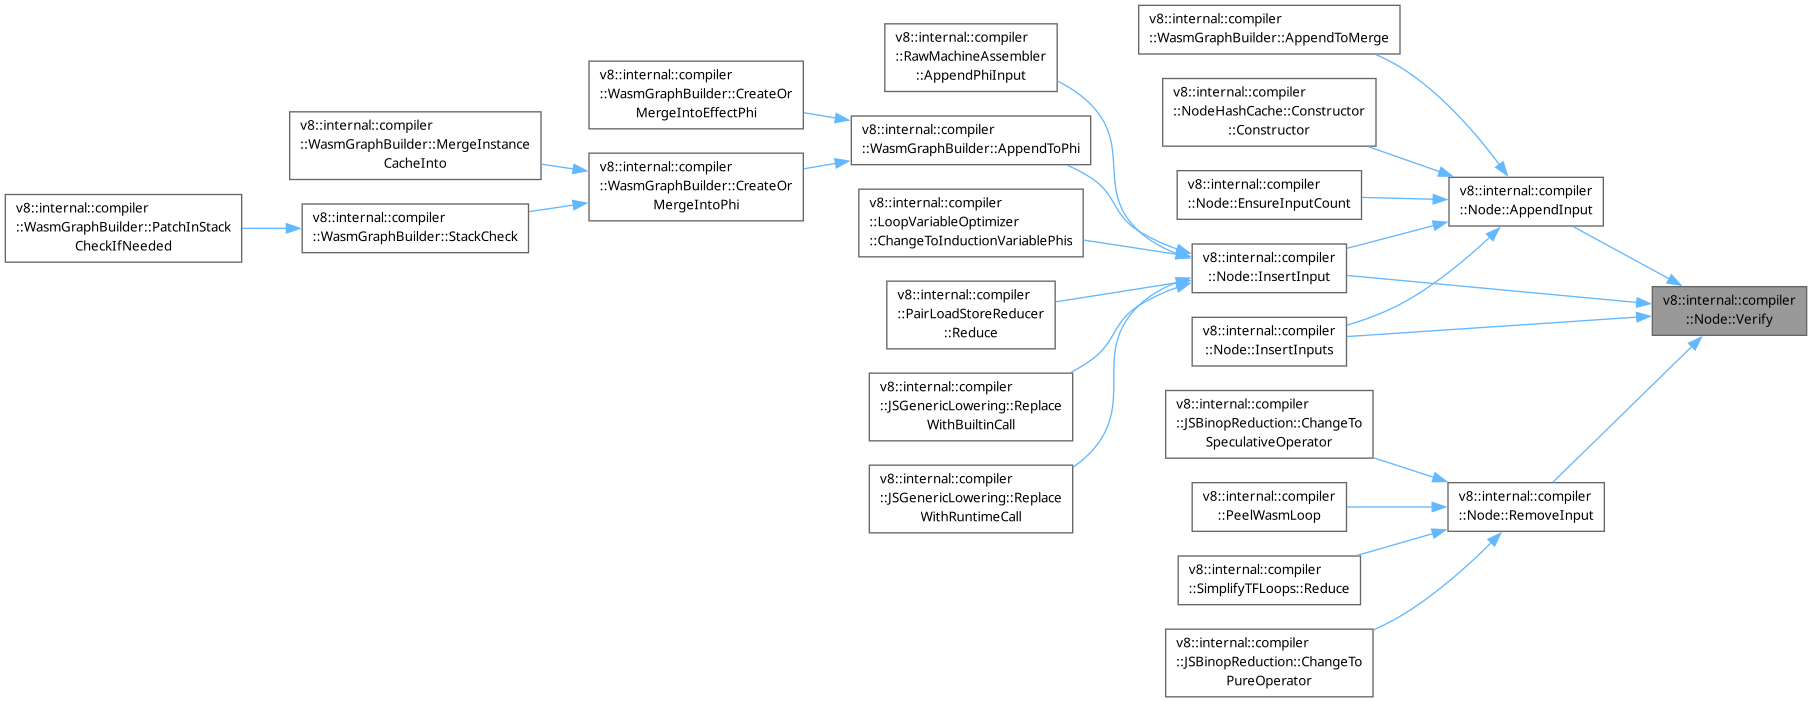 v8::internal::compiler
::WasmGraphBuilder::PatchInStack
CheckIfNeeded
v8::internal::compiler
::WasmGraphBuilder::MergeInstance
CacheInto
v8::internal::compiler
::WasmGraphBuilder::StackCheck
v8::internal::compiler
::WasmGraphBuilder::CreateOr
MergeIntoEffectPhi
v8::internal::compiler
::WasmGraphBuilder::CreateOr
MergeIntoPhi
v8::internal::compiler
::RawMachineAssembler
::AppendPhiInput
v8::internal::compiler
::WasmGraphBuilder::AppendToPhi
v8::internal::compiler
::LoopVariableOptimizer
::ChangeToInductionVariablePhis
v8::internal::compiler
::PairLoadStoreReducer
::Reduce
v8::internal::compiler
::JSGenericLowering::Replace
WithBuiltinCall
v8::internal::compiler
::JSGenericLowering::Replace
WithRuntimeCall
v8::internal::compiler
::WasmGraphBuilder::AppendToMerge
v8::internal::compiler
::NodeHashCache::Constructor
::Constructor
v8::internal::compiler
::Node::EnsureInputCount
v8::internal::compiler
::Node::InsertInput
v8::internal::compiler
::Node::InsertInputs
v8::internal::compiler
::JSBinopReduction::ChangeTo
SpeculativeOperator
v8::internal::compiler
::PeelWasmLoop
v8::internal::compiler
::SimplifyTFLoops::Reduce
v8::internal::compiler
::JSBinopReduction::ChangeTo
PureOperator
v8::internal::compiler
::Node::AppendInput
v8::internal::compiler
::Node::RemoveInput
v8::internal::compiler
::Node::Verify